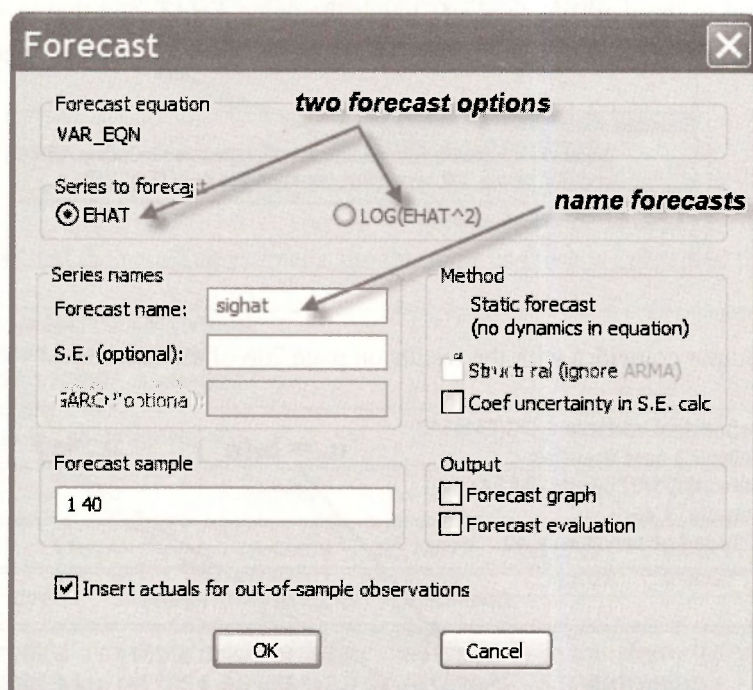 Forecast
Forecast equation
two forecast options
VAR_EQN
Series to forecast
EHAT
LOG(EHAT^2)
name forecasts
Series names
Forecast name:
sighat
S.E. (optional):
Method
Static forecast
(no dynamics in equation)
(ignore ARMA)
Coef uncertainty in S.E. calc
Forecast sample
1 40
Output
Forecast graph
Forecast evaluation
Insert actuals for out-of-sample observations
OK
Cancel